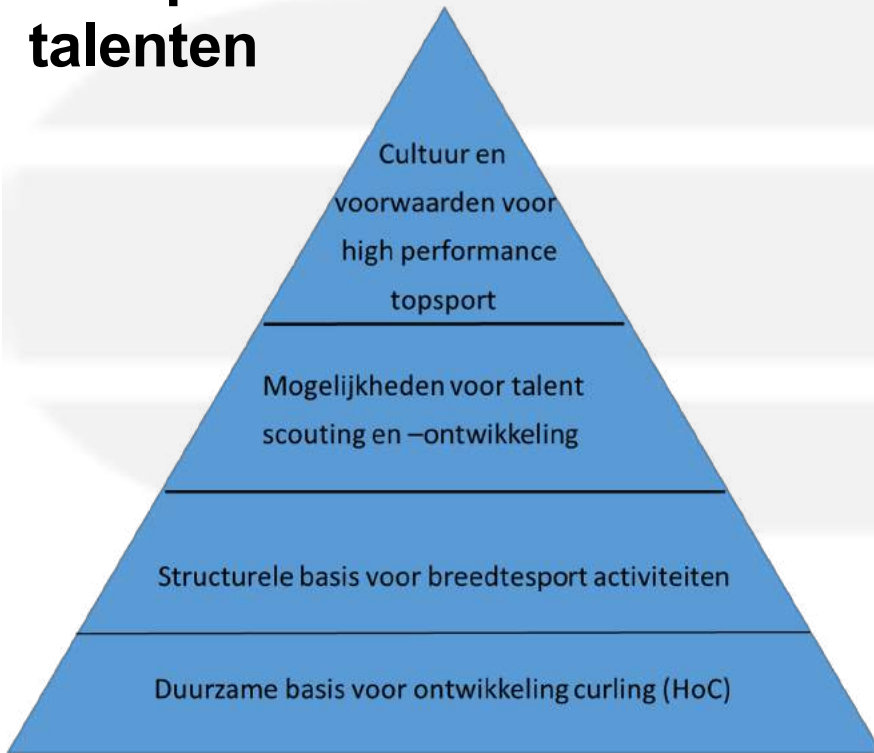 talenten
Cultuur en
voorwaarden voor
high performance
topsport
Mogelijkheden voor talent
scouting en –ontwikkeling
Structurele basis voor breedtesport activiteiten
Duurzame basis voor ontwikkeling curling (HoC)